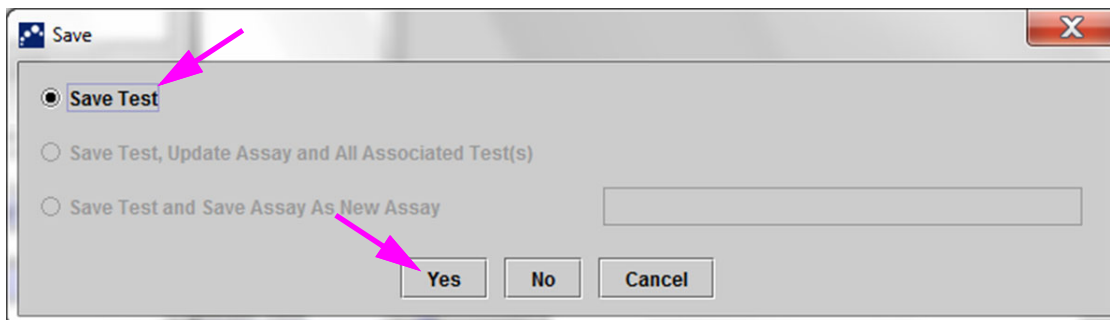 Save
Save Test
Save Test, Update Assay and All Associated Test(s)
Save Test and Save Assay As New Assay
Yes No Cancel